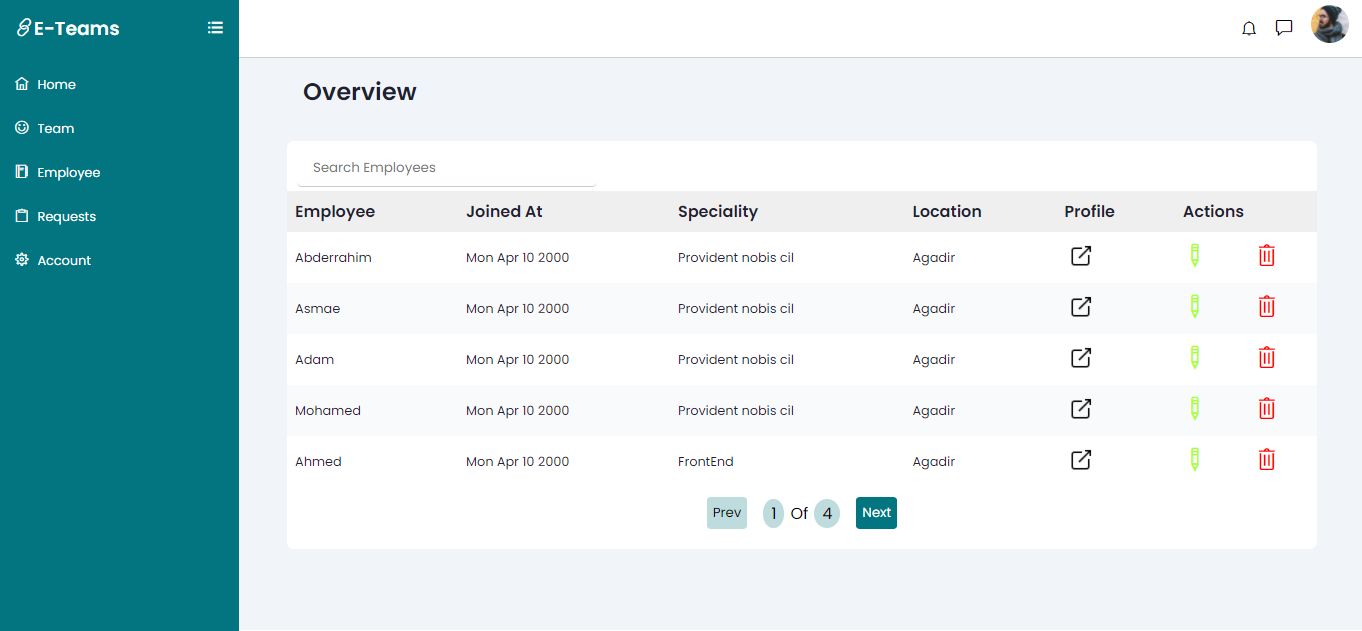 E-Teams
Home
Team
Employee
Requests
Account
Overview
Search Employees
Employee Joined At Speciality Location Profile Actions
Abderrahim Mon Apr 10 2000 Provident nobis cil Agadir
Asmae Mon Apr 10 2000 Provident nobis cil Agadir
Adam Mon Apr 10 2000 Provident nobis cil Agadir
Mohamed Mon Apr 10 2000 Provident nobis cil Agadir
Ahmed Mon Apr 10 2000 FrontEnd Agadir
Prev 1 Of 4 Next